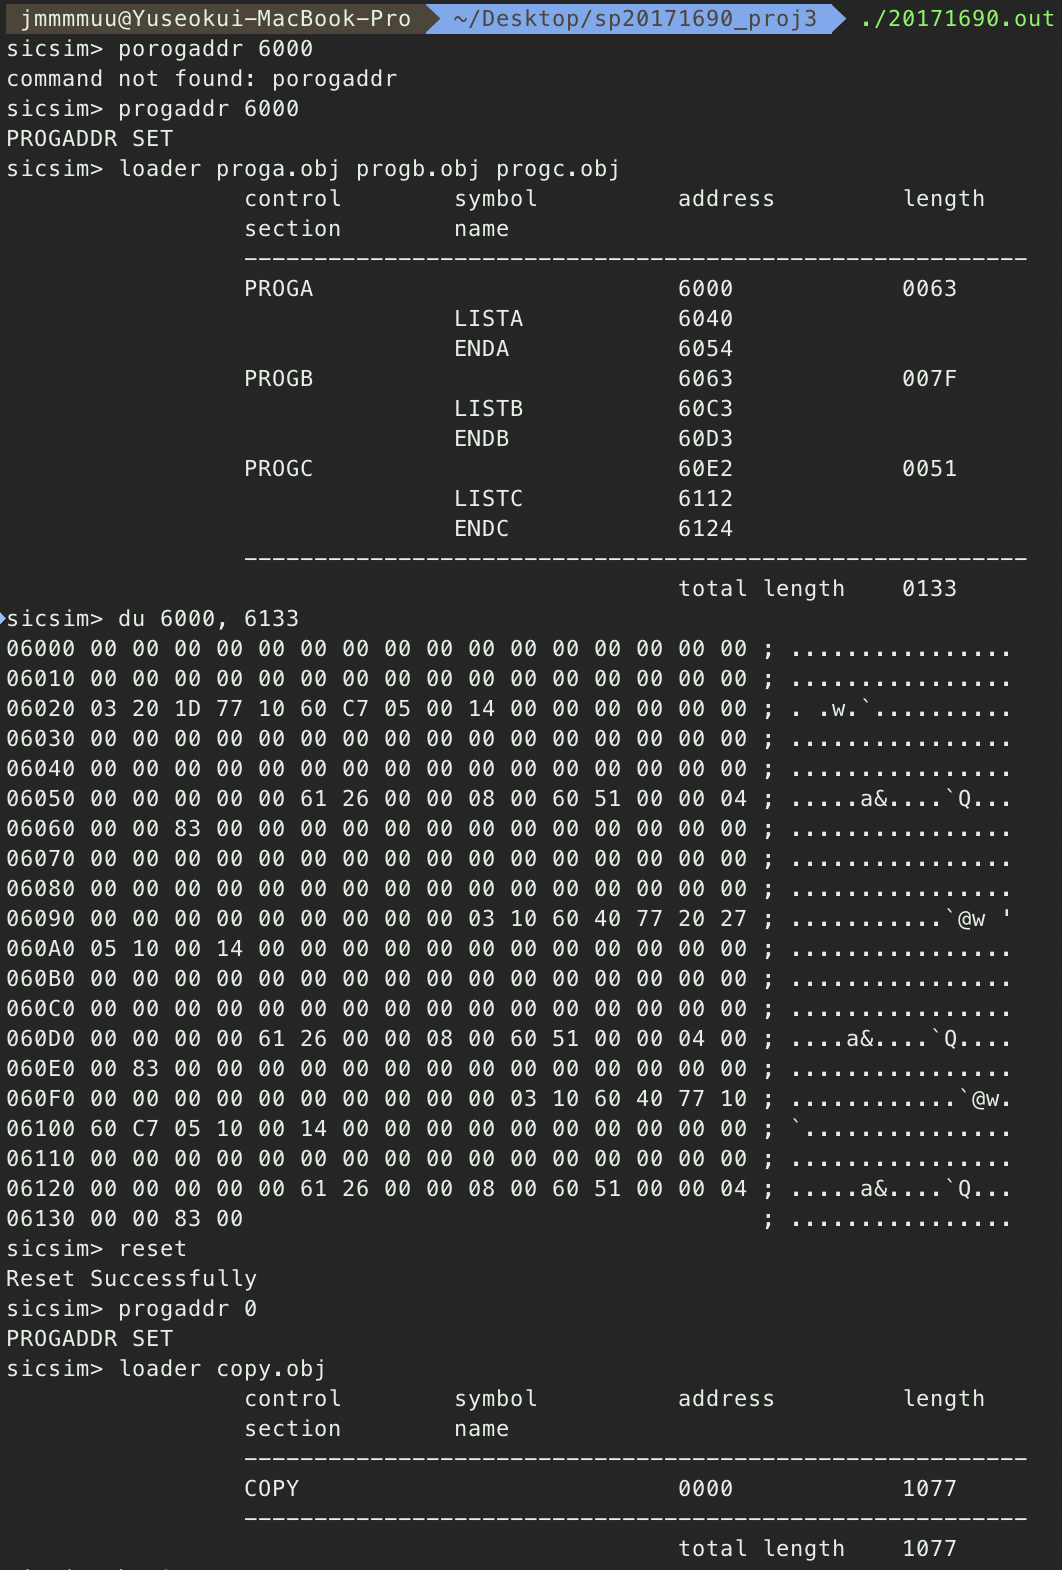 jmmmmuu@Yuseokui-MacBook-Pro ~/Desktop/sp20171690_proj3 ./20171690.out
sicsim> porogaddr 6000
command not found: porogaddr
sicsim> progaddr 6000
PROGADDR SET
sicsim> loader proga.obj progb.obj progc.obj
control symbol address length
section name
--------------------------------------------------------
PROGA 6000 0063
LISTA 6040
ENDA 6054
PROGB 6063 007F
LISTB 60C3
ENDB 60D3
PROGC 60E2 0051
LISTC 6112
ENDC 6124
--------------------------------------------------------
total length 0133
sicsim> du 6000, 6133
06000 00 00 00 00 00 00 00 00 00 00 00 00 00 00 00 00 ; ................
06010 00 00 00 00 00 00 00 00 00 00 00 00 00 00 00 00 ; ................
06020 03 20 1D 77 10 60 C7 05 00 14 00 00 00 00 00 00 ; . .w.`..........
06030 00 00 00 00 00 00 00 00 00 00 00 00 00 00 00 00 ; ................
06040 00 00 00 00 00 00 00 00 00 00 00 00 00 00 00 00 ; ................
06050 00 00 00 00 00 61 26 00 00 08 00 60 51 00 00 04 ; .....a&....`Q...
06060 00 00 83 00 00 00 00 00 00 00 00 00 00 00 00 00 ; ................
06070 00 00 00 00 00 00 00 00 00 00 00 00 00 00 00 00 ; ................
06080 00 00 00 00 00 00 00 00 00 00 00 00 00 00 00 00 ; ................
06090 00 00 00 00 00 00 00 00 00 03 10 60 40 77 20 27 ; ...........`@w '
060A0 05 10 00 14 00 00 00 00 00 00 00 00 00 00 00 00 ; ................
060B0 00 00 00 00 00 00 00 00 00 00 00 00 00 00 00 00 ; ................
060C0 00 00 00 00 00 00 00 00 00 00 00 00 00 00 00 00 ; ................
060D0 00 00 00 00 61 26 00 00 08 00 60 51 00 00 04 00 ; ....a&....`Q....
060E0 00 83 00 00 00 00 00 00 00 00 00 00 00 00 00 00 ; ................
060F0 00 00 00 00 00 00 00 00 00 00 03 10 60 40 77 10 ; ............`@w.
06100 60 C7 05 10 00 14 00 00 00 00 00 00 00 00 00 00 ; `...............
06110 00 00 00 00 00 00 00 00 00 00 00 00 00 00 00 00 ; ................
06120 00 00 00 00 00 61 26 00 00 08 00 60 51 00 00 04 ; .....a&....`Q...
06130 00 00 83 00 ; ................
sicsim> reset
Reset Successfully
sicsim> progaddr 0
PROGADDR SET
sicsim> loader copy.obj
control symbol address length
section name
--------------------------------------------------------
COPY 0000 1077
--------------------------------------------------------
total length 1077